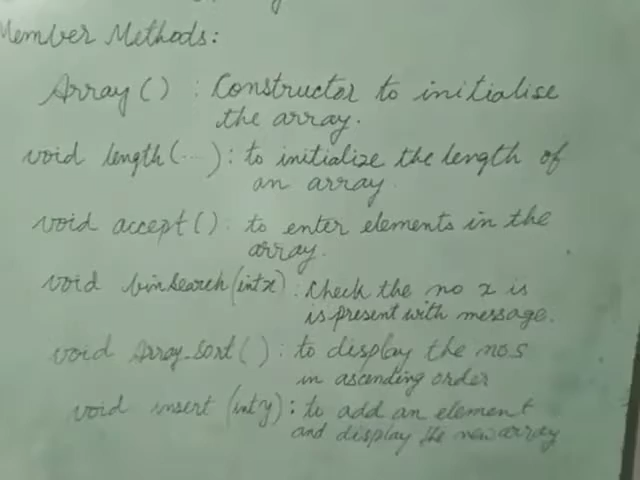 Member Methods:
Array() : Constructor to initialise
the array.
void length(...): to initialize the length of
an array.
void accept(): to enter elements in the
array.
void binSearch(int x): Check the no x is
is present with message.
void Array_Sort(): to display the nos
in ascending order
void insert (int y): to add an element
and display the new array